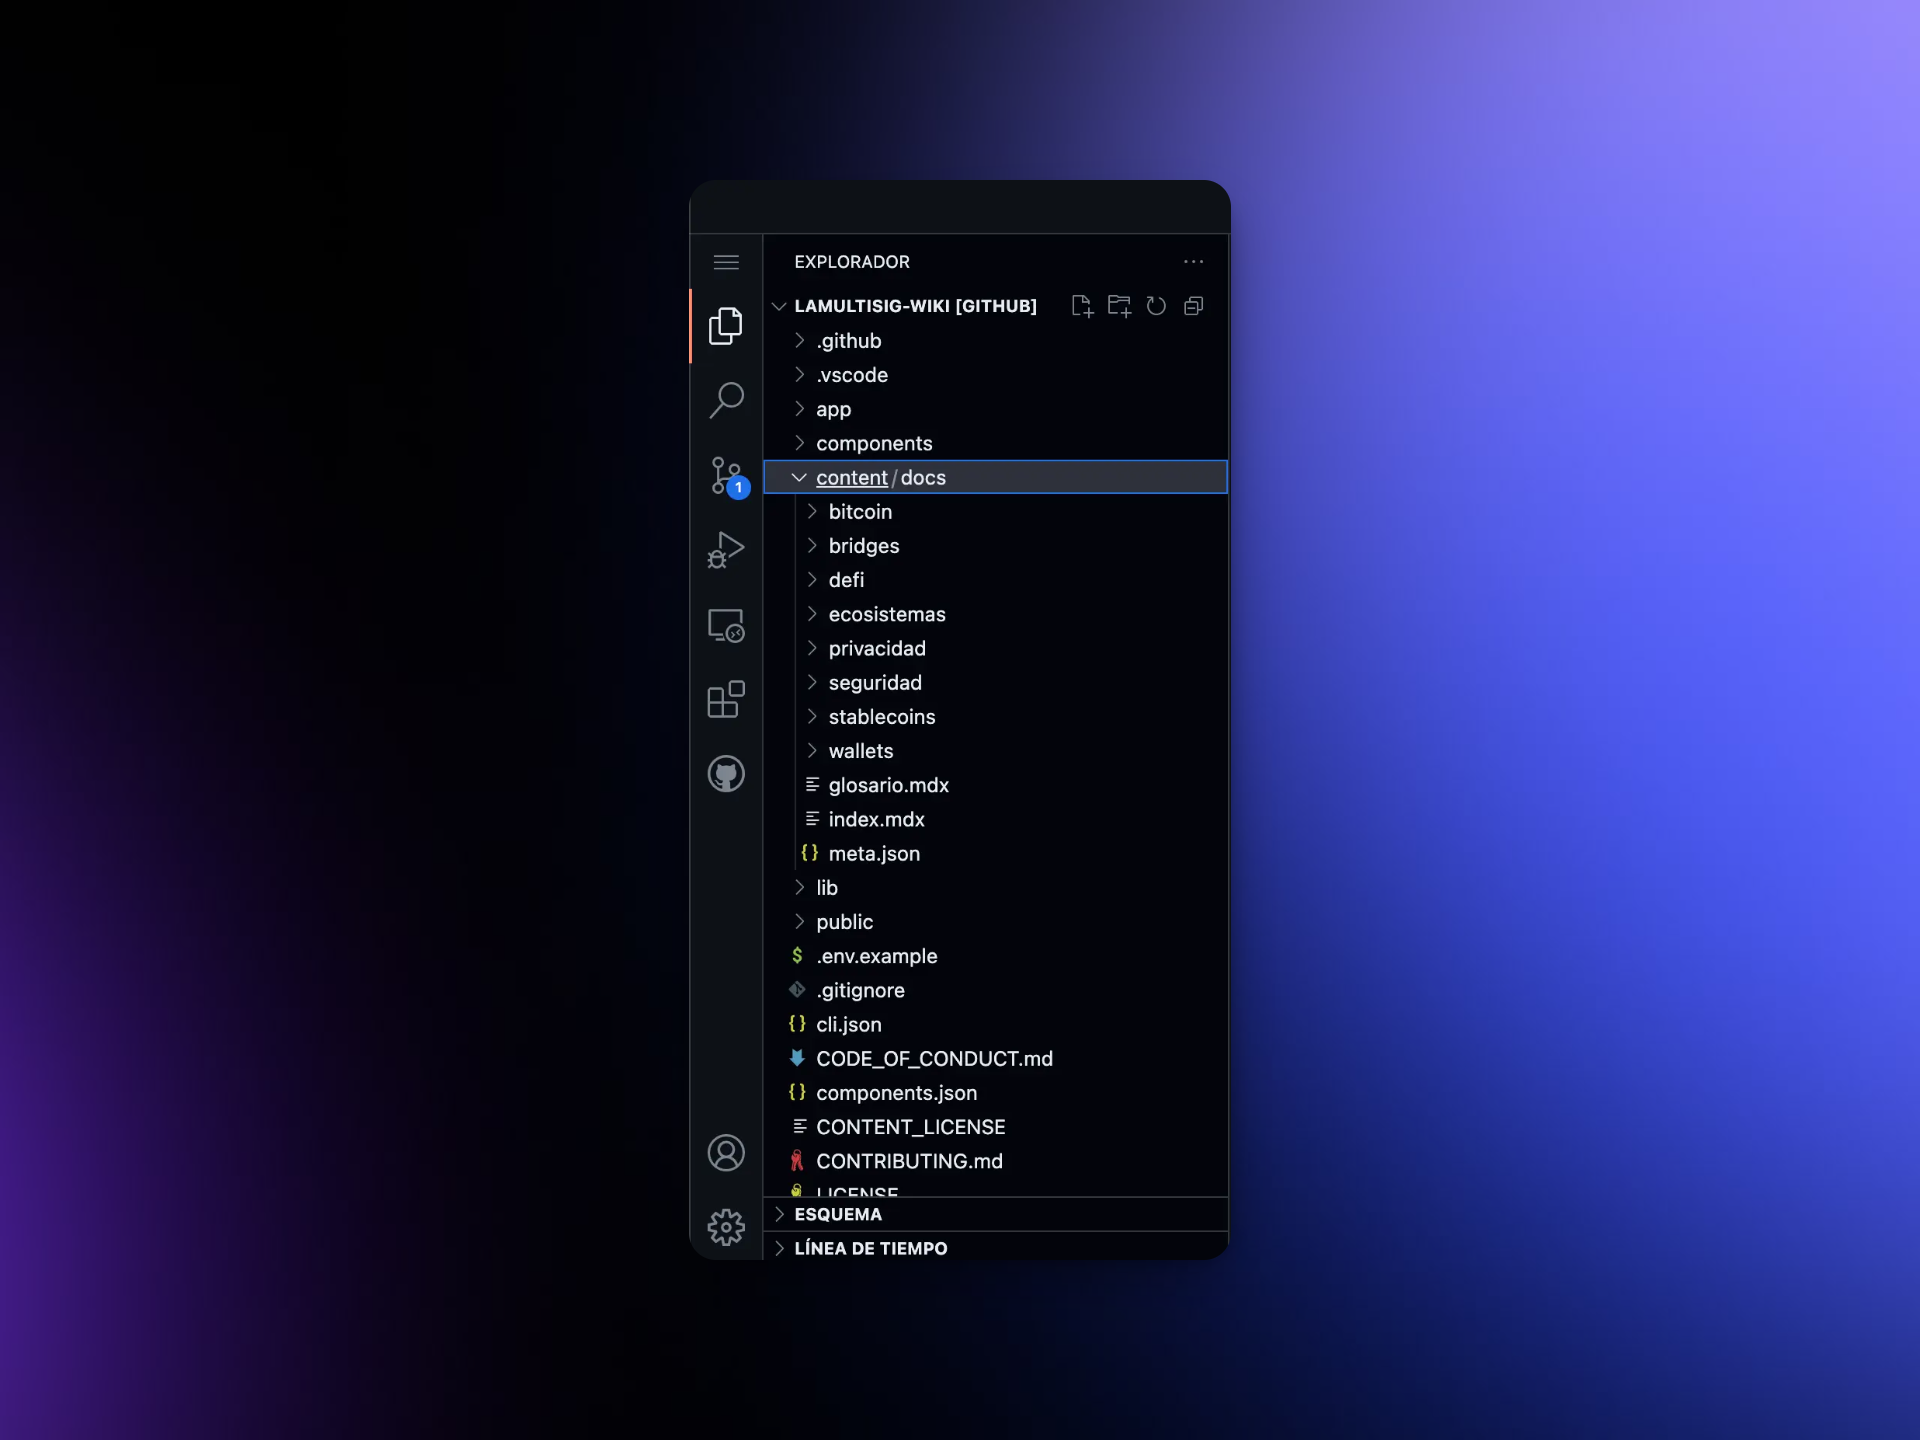 EXPLORADOR
LAMULTISIG-WIKI [GITHUB]
.github
.vscode
app
components
content/docs
bitcoin
bridges
defi
ecosistemas
privacidad
seguridad
stablecoins
wallets
glosario.mdx
index.mdx
{} meta.json
lib
public
$ .env.example
.gitignore
{} cli.json
CODE_OF_CONDUCT.md
{} components.json
CONTENT_LICENSE
CONTRIBUTING.md
LICENSE
ESQUEMA
LÍNEA DE TIEMPO
1